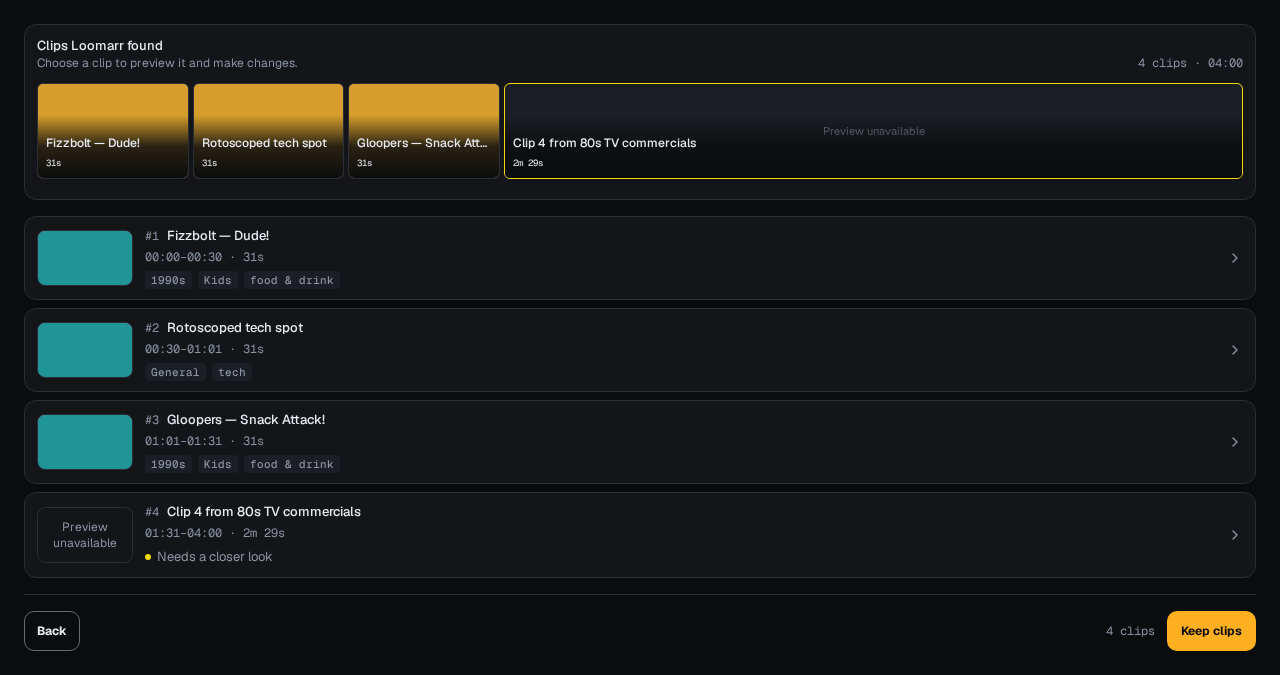 Clips Loomarr found
Choose a clip to preview it and make changes.
4 clips · 04:00
Fizzbolt — Dude!
31s
Rotoscoped tech spot
31s
Gloopers — Snack Att…
31s
Preview unavailable
Clip 4 from 80s TV commercials
2m 29s
#1 Fizzbolt — Dude!
00:00–00:30 · 31s
1990s Kids food & drink
#2 Rotoscoped tech spot
00:30–01:01 · 31s
General tech
#3 Gloopers — Snack Attack!
01:01–01:31 · 31s
1990s Kids food & drink
Preview
unavailable
#4 Clip 4 from 80s TV commercials
01:31–04:00 · 2m 29s
Needs a closer look
Back
4 clips
Keep clips